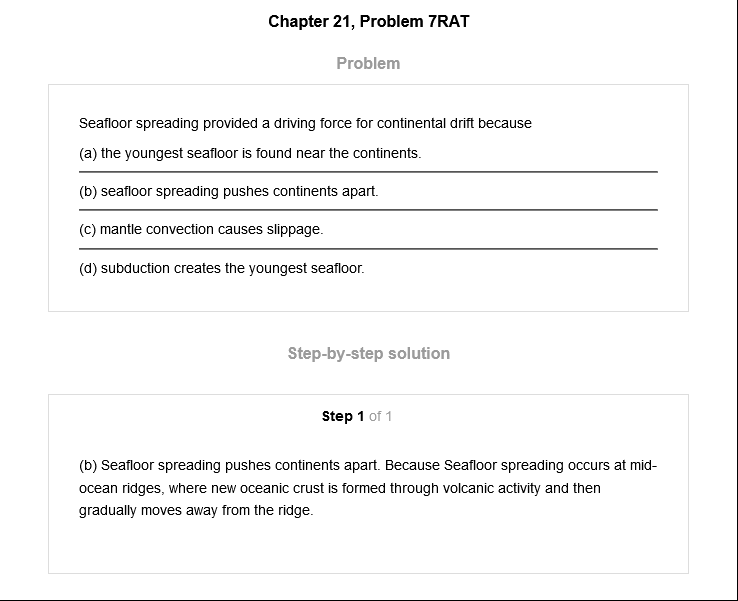 Chapter 21, Problem 7RAT
Problem
Seafloor spreading provided a driving force for continental drift because
(a) the youngest seafloor is found near the continents.
(b) seafloor spreading pushes continents apart.
(c) mantle convection causes slippage.
(d) subduction creates the youngest seafloor.
Step-by-step solution
Step 1 of 1
(b) Seafloor spreading pushes continents apart. Because Seafloor spreading occurs at mid-
ocean ridges, where new oceanic crust is formed through volcanic activity and then
gradually moves away from the ridge.